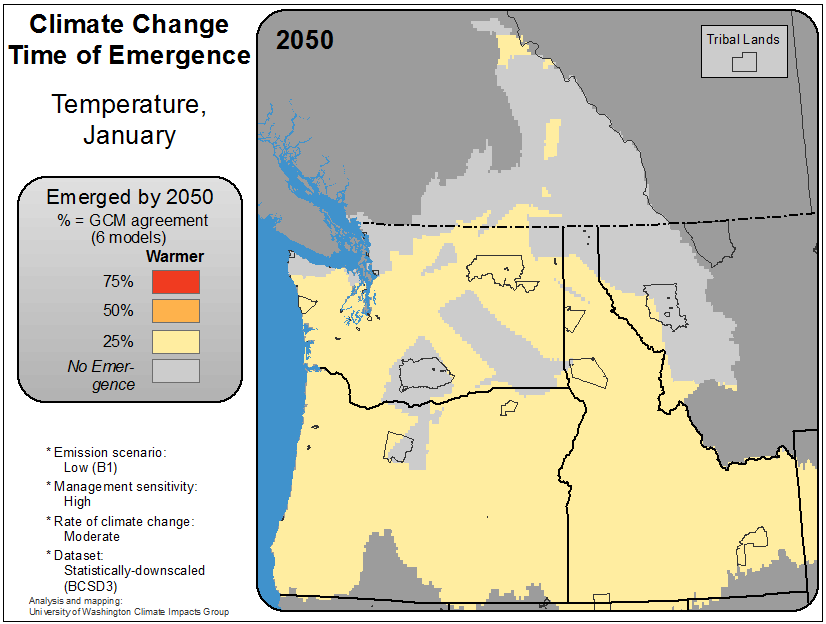 Climate Change
Time of Emergence
Temperature,
January
Emerged by 2050
% = GCM agreement
(6 models)
Warmer
75%
50%
25%
No Emer-
gence
* Emission scenario:
Low (B1)
* Management sensitivity:
High
* Rate of climate change:
Moderate
* Dataset:
Statistically-downscaled
(BCSD3)
Analysis and mapping:
University of Washington Climate Impacts Group
2050
Tribal Lands